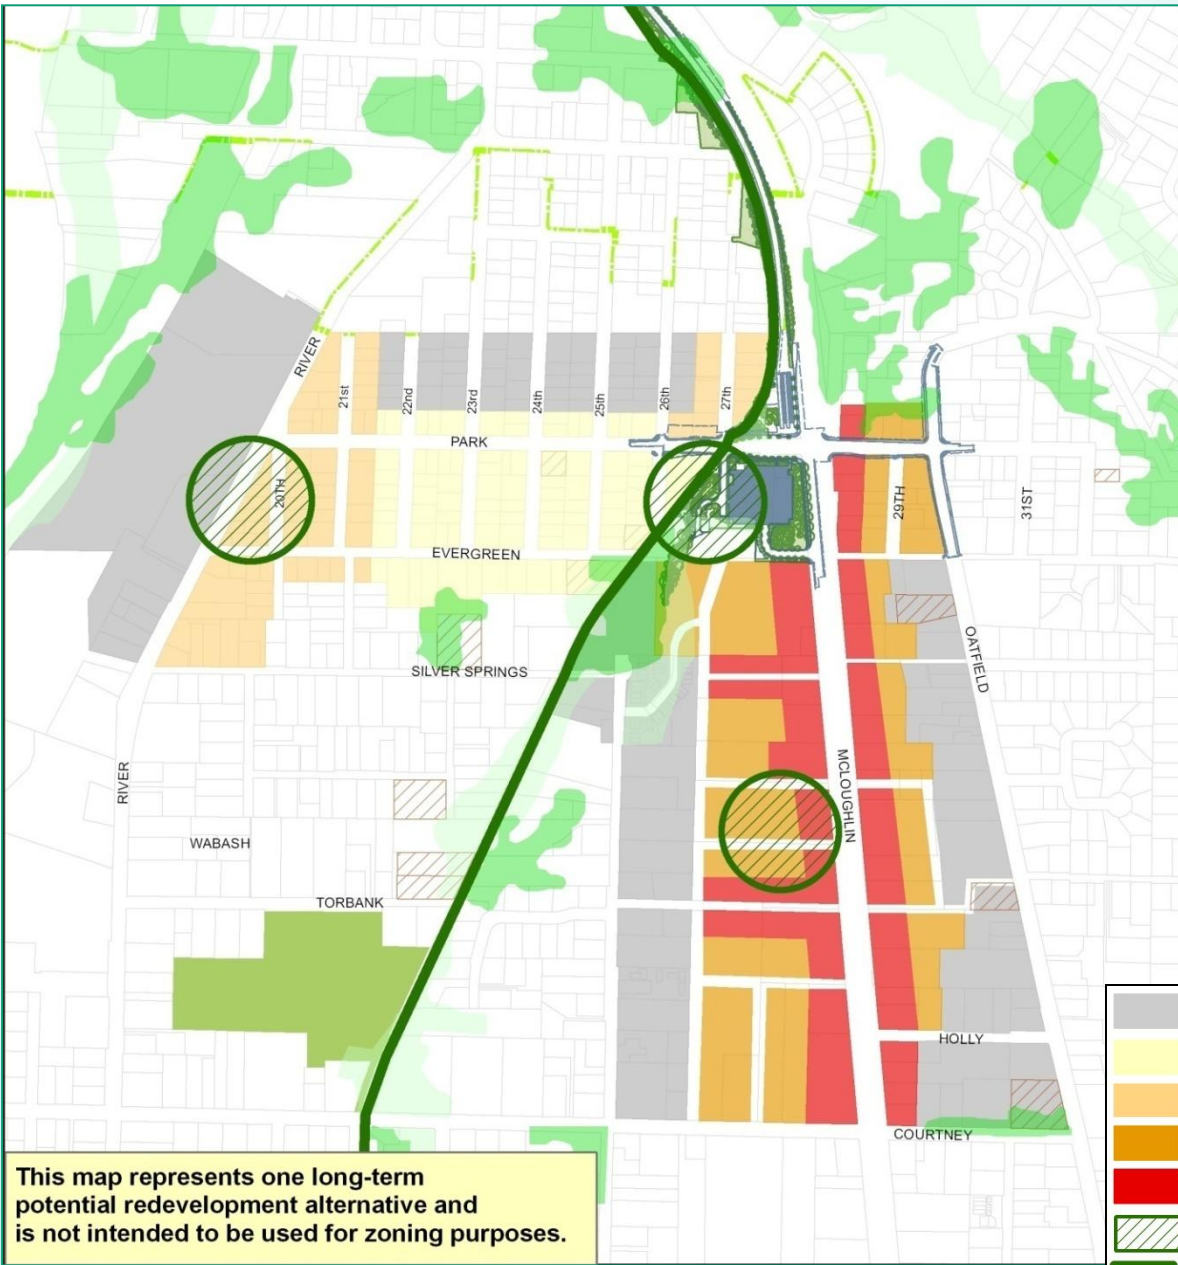 RIVER
21st
22nd
23rd
24th
25th
26th
27th
PARK
20TH
29TH
31ST
EVERGREEN
SILVER SPRINGS
OATFIELD
RIVER
MCLOUGHLIN
WABASH
TORBANK
HOLLY
COURTNEY
This map represents one long-term
potential redevelopment alternative and
is not intended to be used for zoning purposes.